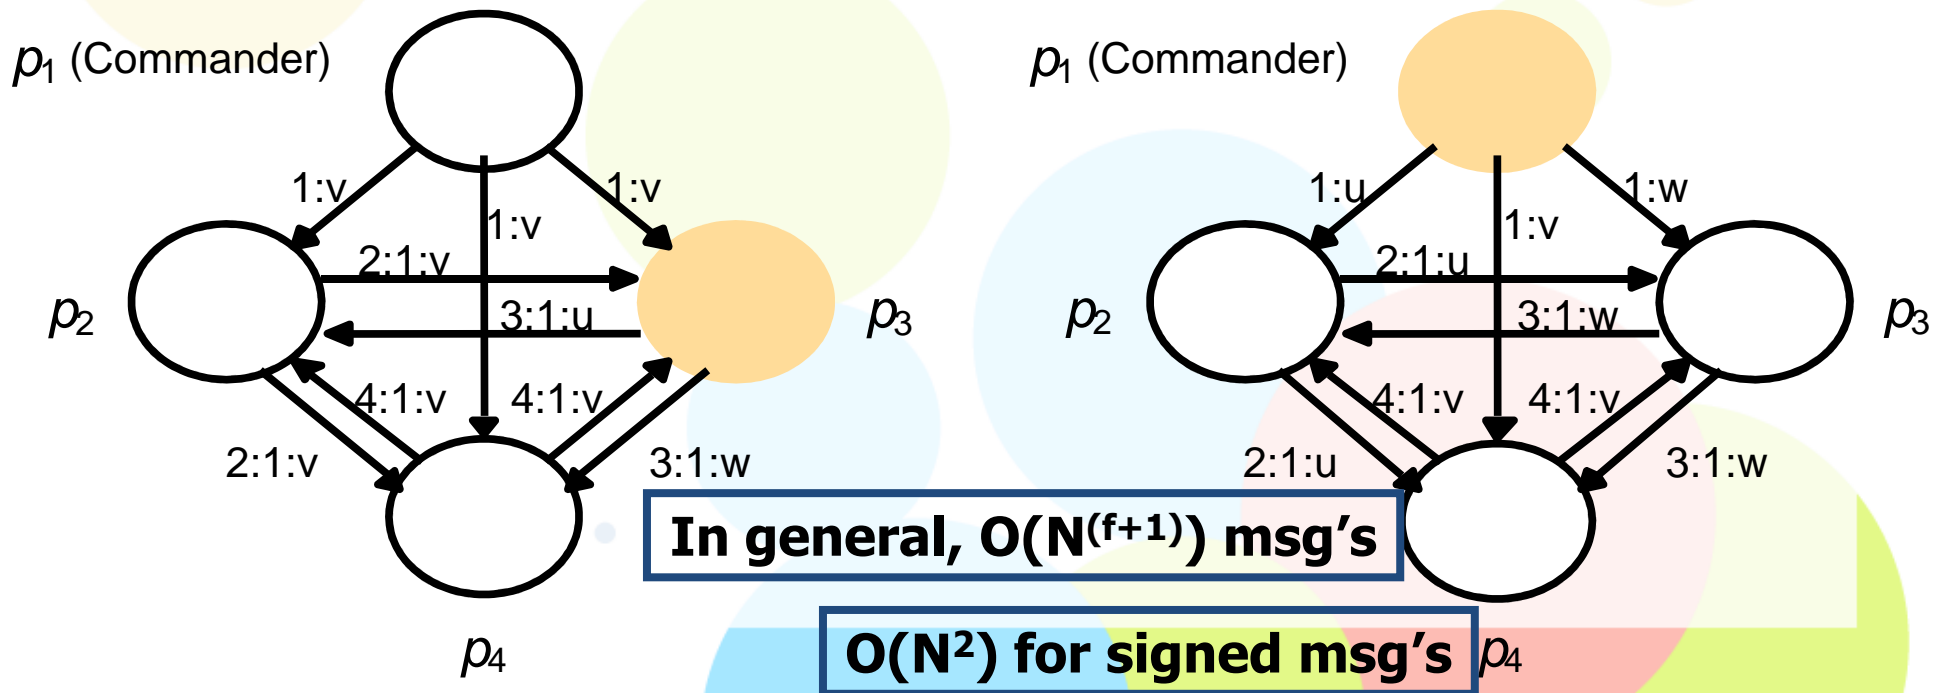 p1 (Commander)
1:v
1:v
1:v
2:1:v
3:1:u
p2
p3
4:1:v
4:1:v
2:1:v
3:1:w
p4
p1 (Commander)
1:u
1:w
1:v
2:1:u
3:1:w
p2
p3
4:1:v
4:1:v
2:1:u
3:1:w
p4
In general, O(N(f+1)) msg's
O(N2) for signed msg's